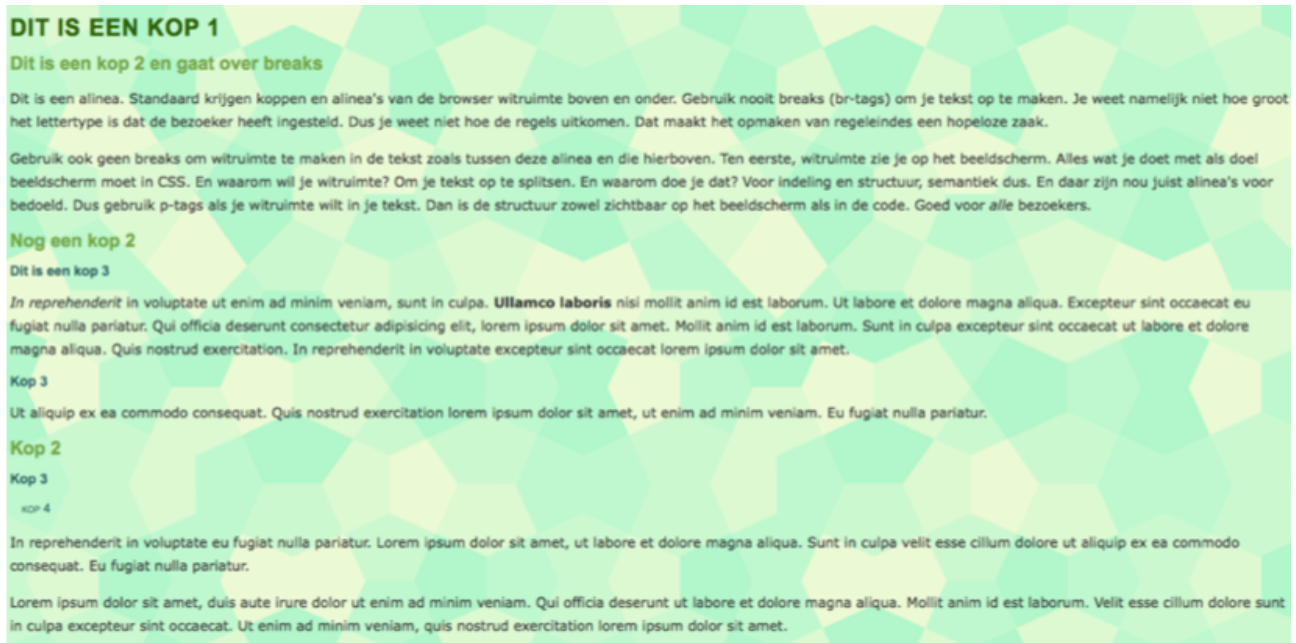 DIT IS EEN KOP 1
Dit is een kop 2 en gaat over breaks
Dit is een alinea. Standaard krijgen koppen en alinea's van de browser witruimte boven en onder. Gebruik nooit breaks (br-tags) om je tekst op te maken. Je weet namelijk niet hoe groot
het lettertype is dat de bezoeker heeft ingesteld. Dus je weet niet hoe de regels uitkomen. Dat maakt het opmaken van regeleindes een hopeloze zaak.
Gebruik ook geen breaks om witruimte te maken in de tekst zoals tussen deze alinea en die hierboven. Ten eerste, witruimte zie je op het beeldscherm. Alles wat je doet met als doel
beeldscherm moet in CSS. En waarom wil je witruimte? Om je tekst op te splitsen. En waarom doe je dat? Voor indeling en structuur, semantiek dus. En daar zijn nou juist alinea's voor
bedoeld. Dus gebruik p-tags als je witruimte wilt in je tekst. Dan is de structuur zowel zichtbaar op het beeldscherm als in de code. Goed voor alle bezoekers.
Nog een kop 2
Dit is een kop 3
In reprehenderit in voluptate ut enim ad minim veniam, sunt in culpa. Ullamco laboris nisi mollit anim id est laborum. Ut labore et dolore magna aliqua. Excepteur sint occaecat eu
fugiat nulla pariatur. Qui officia deserunt consectetur adipisicing elit, lorem ipsum dolor sit amet. Mollit anim id est laborum. Sunt in culpa excepteur sint occaecat ut labore et dolore
magna aliqua. Quis nostrud exercitation. In reprehenderit in voluptate excepteur sint occaecat lorem ipsum dolor sit amet.
Kop 3
Ut aliquip ex ea commodo consequat. Quis nostrud exercitation lorem ipsum dolor sit amet, ut enim ad minim veniam. Eu fugiat nulla pariatur.
Kop 2
Kop 3
KOP 4
In reprehenderit in voluptate eu fugiat nulla pariatur. Lorem ipsum dolor sit amet, ut labore et dolore magna aliqua. Sunt in culpa velit esse cillum dolore ut aliquip ex ea commodo
consequat. Eu fugiat nulla pariatur.
Lorem ipsum dolor sit amet, duis aute irure dolor ut enim ad minim veniam. Qui officia deserunt ut labore et dolore magna aliqua. Mollit anim id est laborum. Velit esse cillum dolore sunt
in culpa excepteur sint occaecat. Ut enim ad minim veniam, quis nostrud exercitation lorem ipsum dolor sit amet.